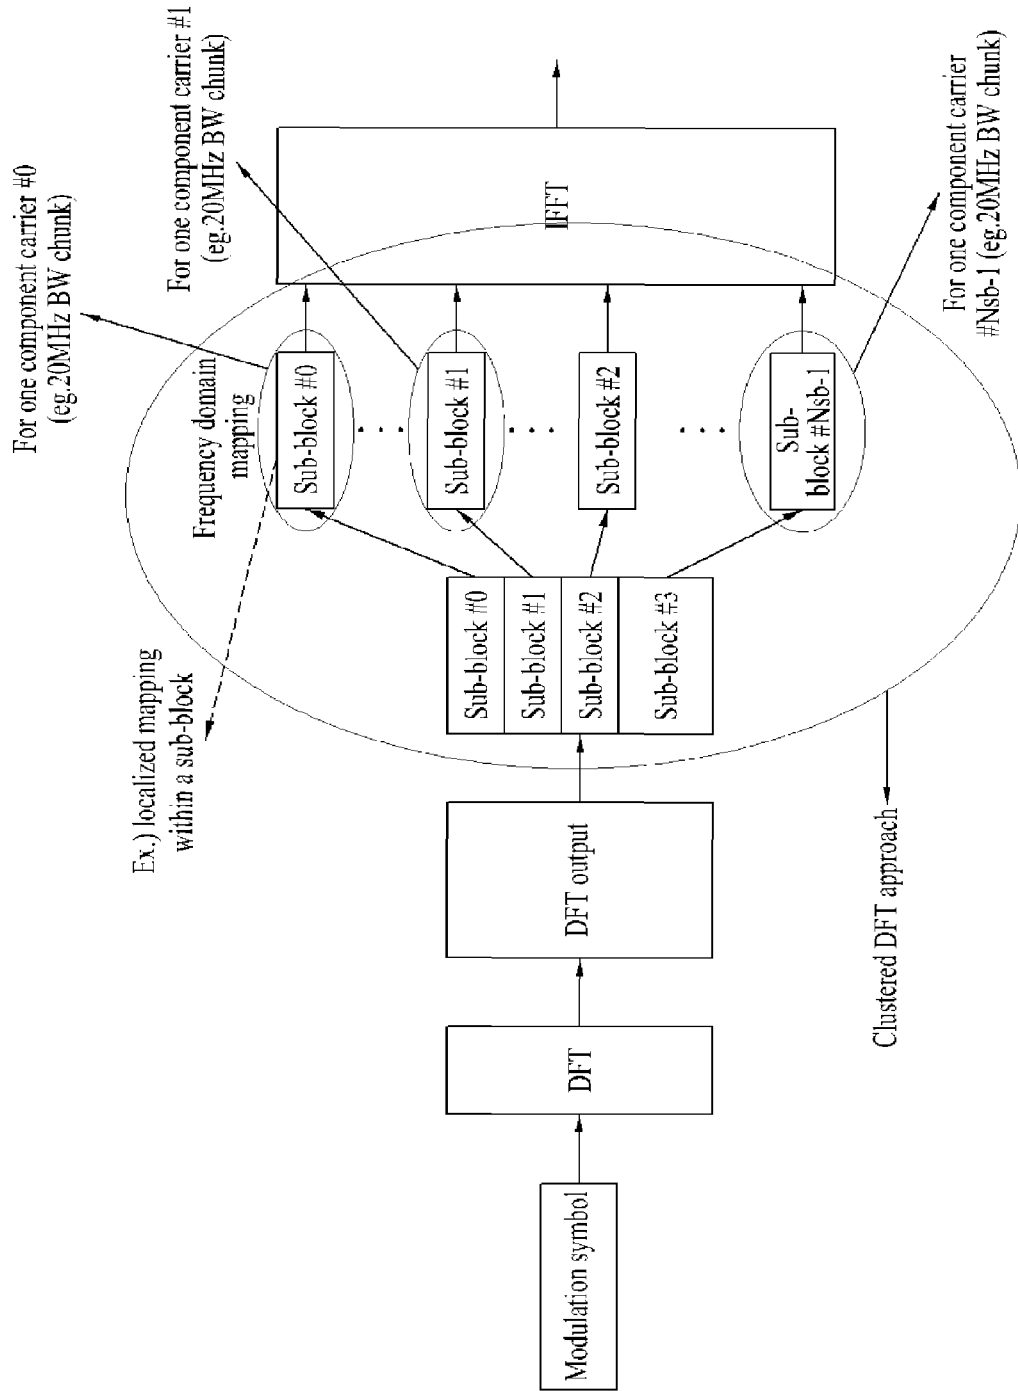 For one component carrier #0
(eg.20MHz BW chunk)
For one component carrier #1
(eg.20MHz BW chunk)
Ex.) localized mapping
within a sub-block
Frequency domain
mapping
Modulation symbol
DFT
DFT output
Sub-block #0
Sub-block #1
Sub-block #2
Sub-block #3
Sub-block #0
Sub-block #1
Sub-block #2
Sub-
block #Nsb-1
IFFT
Clustered DFT approach
For one component carrier
#Nsb-1 (eg.20MHz BW chunk)